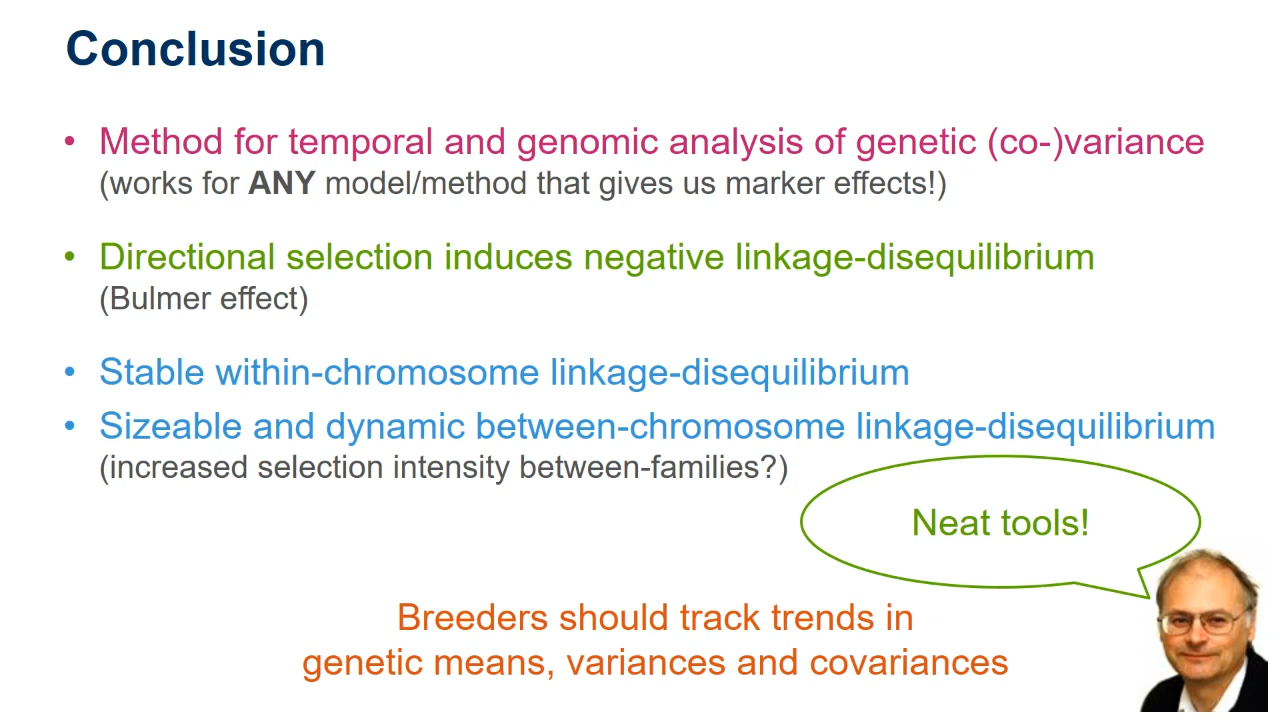 Conclusion
• Method for temporal and genomic analysis of genetic (co-)variance
(works for ANY model/method that gives us marker effects!)
• Directional selection induces negative linkage-disequilibrium
(Bulmer effect)
• Stable within-chromosome linkage-disequilibrium
• Sizeable and dynamic between-chromosome linkage-disequilibrium
(increased selection intensity between-families?)
Neat tools!
Breeders should track trends in
genetic means, variances and covariances